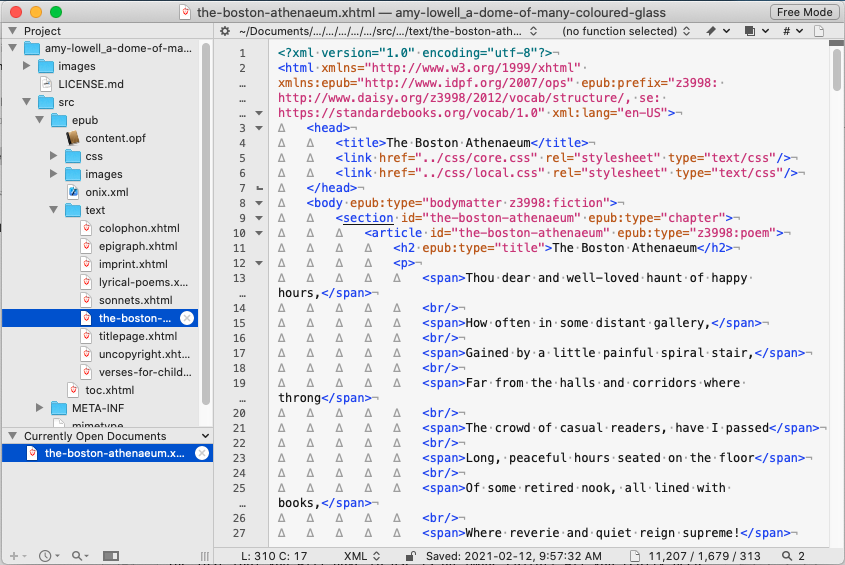 the-boston-athenaeum.xhtml — amy-lowell_a-dome-of-many-coloured-glass
Free Mode
Project
~/Documents/.../.../.../.../src/.../text/the-boston-ath...
(no function selected)
#
amy-lowell_a-dome-of-ma...
images
LICENSE.md
src
epub
content.opf
css
images
onix.xml
text
colophon.xhtml
epigraph.xhtml
imprint.xhtml
lyrical-poems.x...
sonnets.xhtml
the-boston-...
titlepage.xhtml
uncopyright.xht...
verses-for-child...
toc.xhtml
META-INF
mimetype
Currently Open Documents
the-boston-athenaeum.x...
1 <?xml version="1.0" encoding="utf-8"?>¬
2 <html xmlns="http://www.w3.org/1999/xhtml"·
… xmlns:epub="http://www.idpf.org/2007/ops"·epub:prefix="z3998:·
… http://www.daisy.org/z3998/2012/vocab/structure/,·se:·
… https://standardebooks.org/vocab/1.0"·xml:lang="en-US">¬
3 ∆ <head>¬
4 ∆ ∆ <title>The·Boston·Athenaeum</title>¬
5 ∆ ∆ <link·href="../css/core.css"·rel="stylesheet"·type="text/css"/>¬
6 ∆ ∆ <link·href="../css/local.css"·rel="stylesheet"·type="text/css"/>¬
7 ∆ </head>¬
8 ∆ <body·epub:type="bodymatter·z3998:fiction">¬
9 ∆ ∆ <section·id="the-boston-athenaeum"·epub:type="chapter">¬
10 ∆ ∆ ∆ <article·id="the-boston-athenaeum"·epub:type="z3998:poem">¬
11 ∆ ∆ ∆ ∆ <h2·epub:type="title">The·Boston·Athenaeum</h2>¬
12 ∆ ∆ ∆ ∆ <p>¬
13 ∆ ∆ ∆ ∆ ∆ <span>Thou·dear·and·well-loved·haunt·of·happy·
… hours,</span>¬
14 ∆ ∆ ∆ ∆ ∆ <br/>¬
15 ∆ ∆ ∆ ∆ ∆ <span>How·often·in·some·distant·gallery,</span>¬
16 ∆ ∆ ∆ ∆ ∆ <br/>¬
17 ∆ ∆ ∆ ∆ ∆ <span>Gained·by·a·little·painful·spiral·stair,</span>¬
18 ∆ ∆ ∆ ∆ ∆ <br/>¬
19 ∆ ∆ ∆ ∆ ∆ <span>Far·from·the·halls·and·corridors·where·
… throng</span>¬
20 ∆ ∆ ∆ ∆ ∆ <br/>¬
21 ∆ ∆ ∆ ∆ ∆ <span>The·crowd·of·casual·readers,·have·I·passed</span>¬
22 ∆ ∆ ∆ ∆ ∆ <br/>¬
23 ∆ ∆ ∆ ∆ ∆ <span>Long,·peaceful·hours·seated·on·the·floor</span>¬
24 ∆ ∆ ∆ ∆ ∆ <br/>¬
25 ∆ ∆ ∆ ∆ ∆ <span>Of·some·retired·nook,·all·lined·with·
… books,</span>¬
26 ∆ ∆ ∆ ∆ ∆ <br/>¬
27 ∆ ∆ ∆ ∆ ∆ <span>Where·reverie·and·quiet·reign·supreme!</span>¬
L: 310 C: 17
XML
Saved: 2021-02-12, 9:57:32 AM
11,207 / 1,679 / 313
2